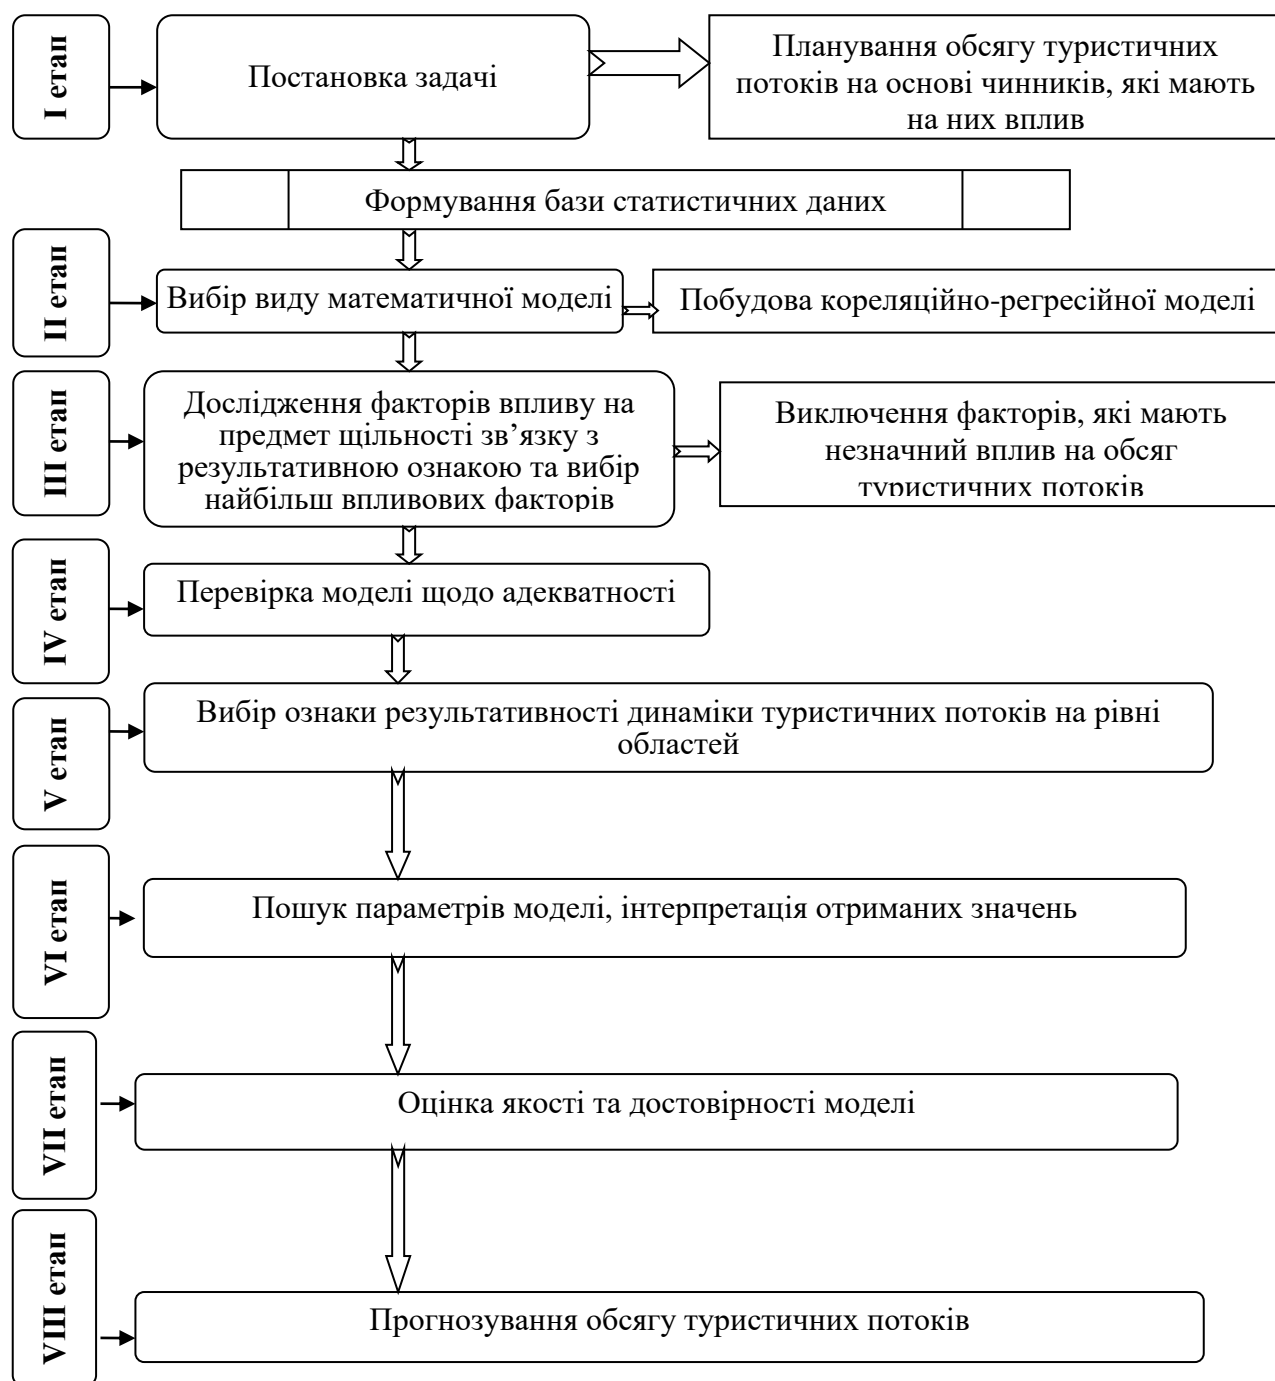 І етап
Постановка задачі
Планування обсягу туристичних
потоків на основі чинників, які мають
на них вплив
Формування бази статистичних даних
ІІ етап
Вибір виду математичної моделі
Побудова кореляційно-регресійної моделі
ІІІ етап
Дослідження факторів впливу на
предмет щільності зв’язку з
результативною ознакою та вибір
найбільш впливових факторів
Виключення факторів, які мають
незначний вплив на обсяг
туристичних потоків
IV етап
Перевірка моделі щодо адекватності
V етап
Вибір ознаки результативності динаміки туристичних потоків на рівні
областей
VI етап
Пошук параметрів моделі, інтерпретація отриманих значень
VII етап
Оцінка якості та достовірності моделі
VIII етап
Прогнозування обсягу туристичних потоків